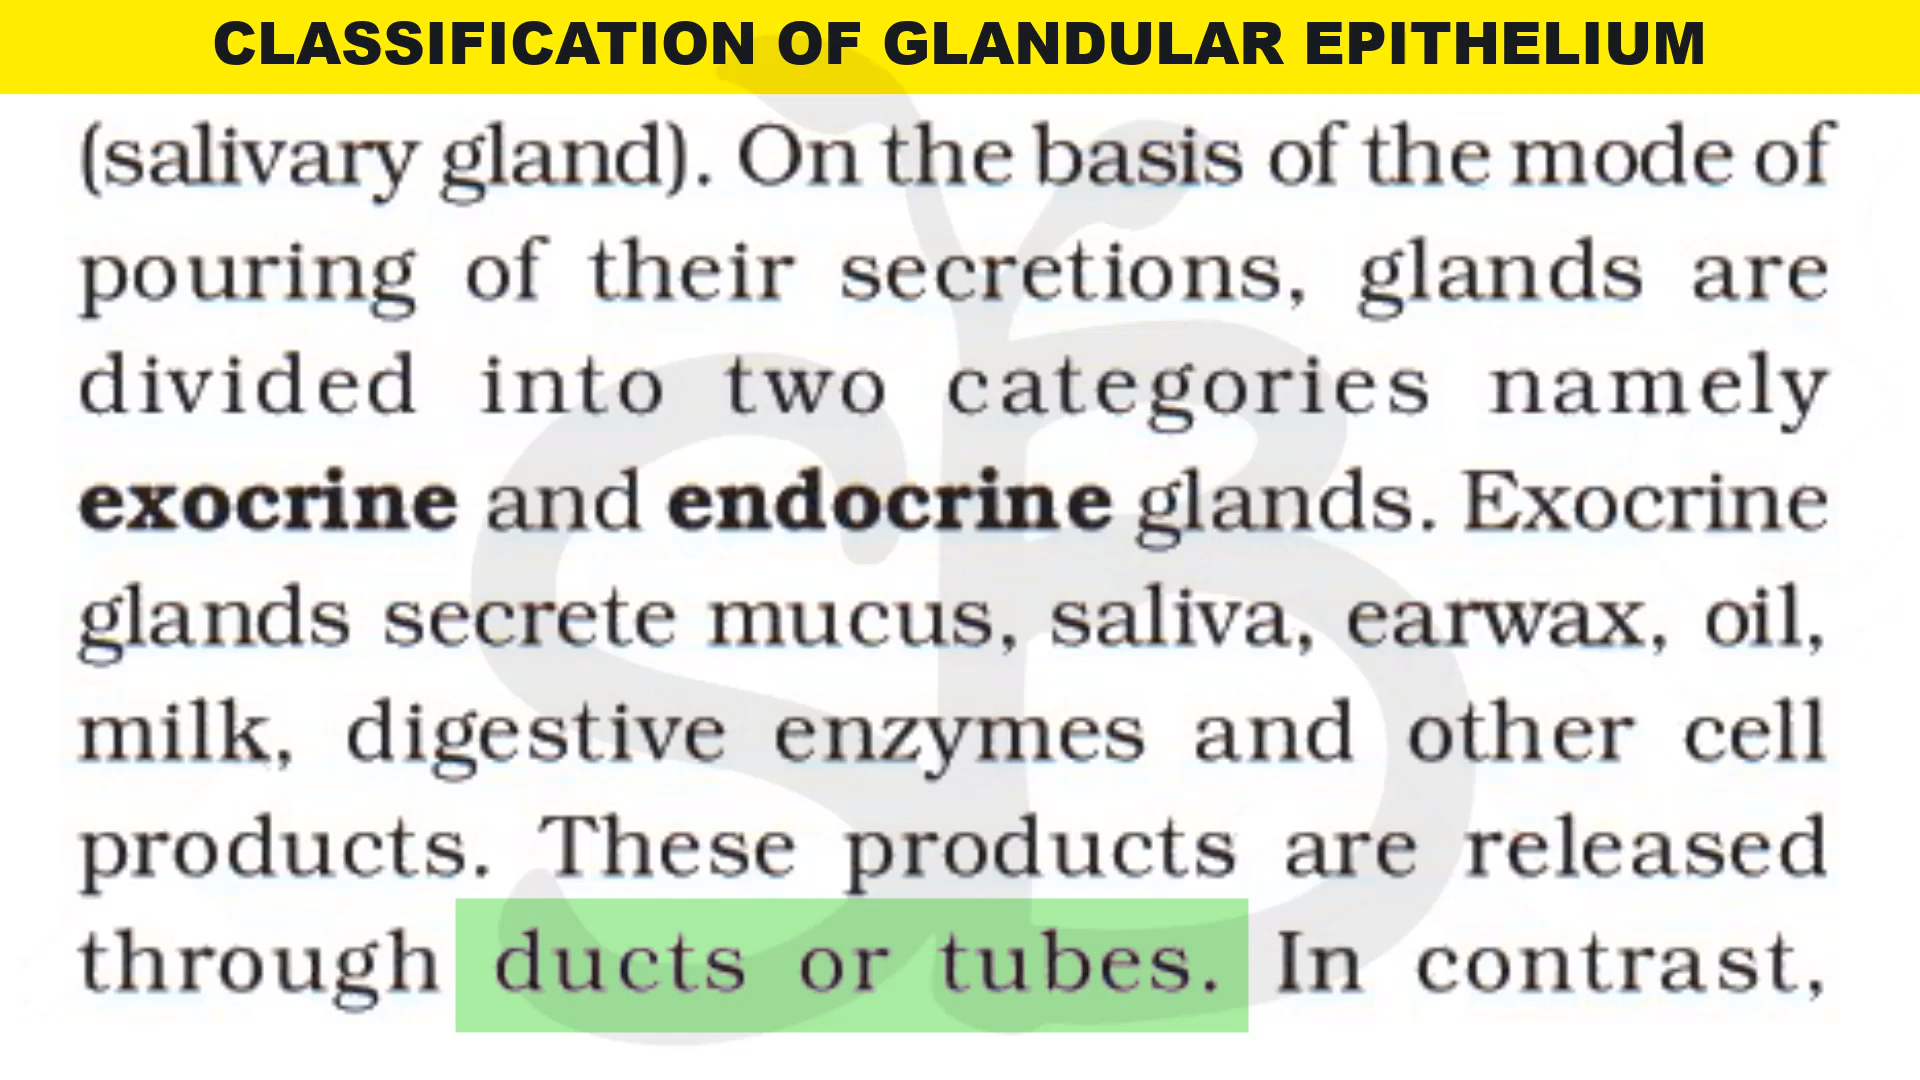 CLASSIFICATION OF GLANDULAR EPITHELIUM
(salivary gland). On the basis of the mode of
pouring of their secretions, glands are
divided into two categories namely
exocrine and endocrine glands. Exocrine
glands secrete mucus, saliva, earwax, oil,
milk, digestive enzymes and other cell
products. These products are released
through ducts or tubes. In contrast,